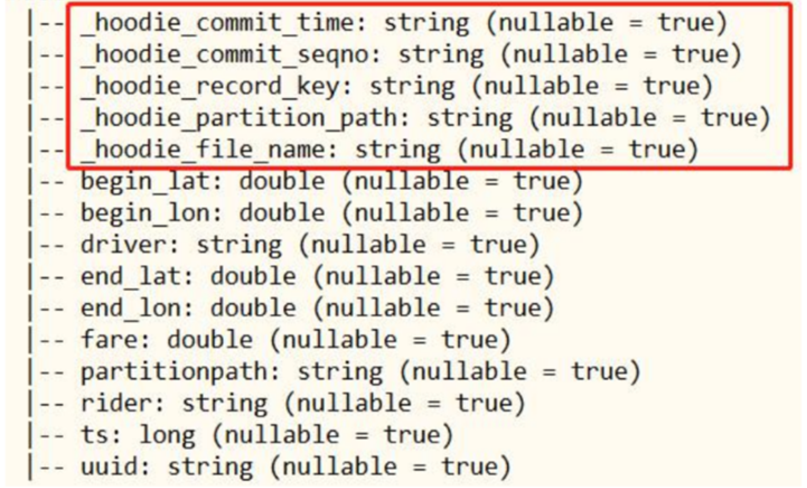 |-- _hoodie_commit_time: string (nullable = true)
|-- _hoodie_commit_seqno: string (nullable = true)
|-- _hoodie_record_key: string (nullable = true)
|-- _hoodie_partition_path: string (nullable = true)
|-- _hoodie_file_name: string (nullable = true)
|-- begin_lat: double (nullable = true)
|-- begin_lon: double (nullable = true)
|-- driver: string (nullable = true)
|-- end_lat: double (nullable = true)
|-- end_lon: double (nullable = true)
|-- fare: double (nullable = true)
|-- partitionpath: string (nullable = true)
|-- rider: string (nullable = true)
|-- ts: long (nullable = true)
|-- uuid: string (nullable = true)